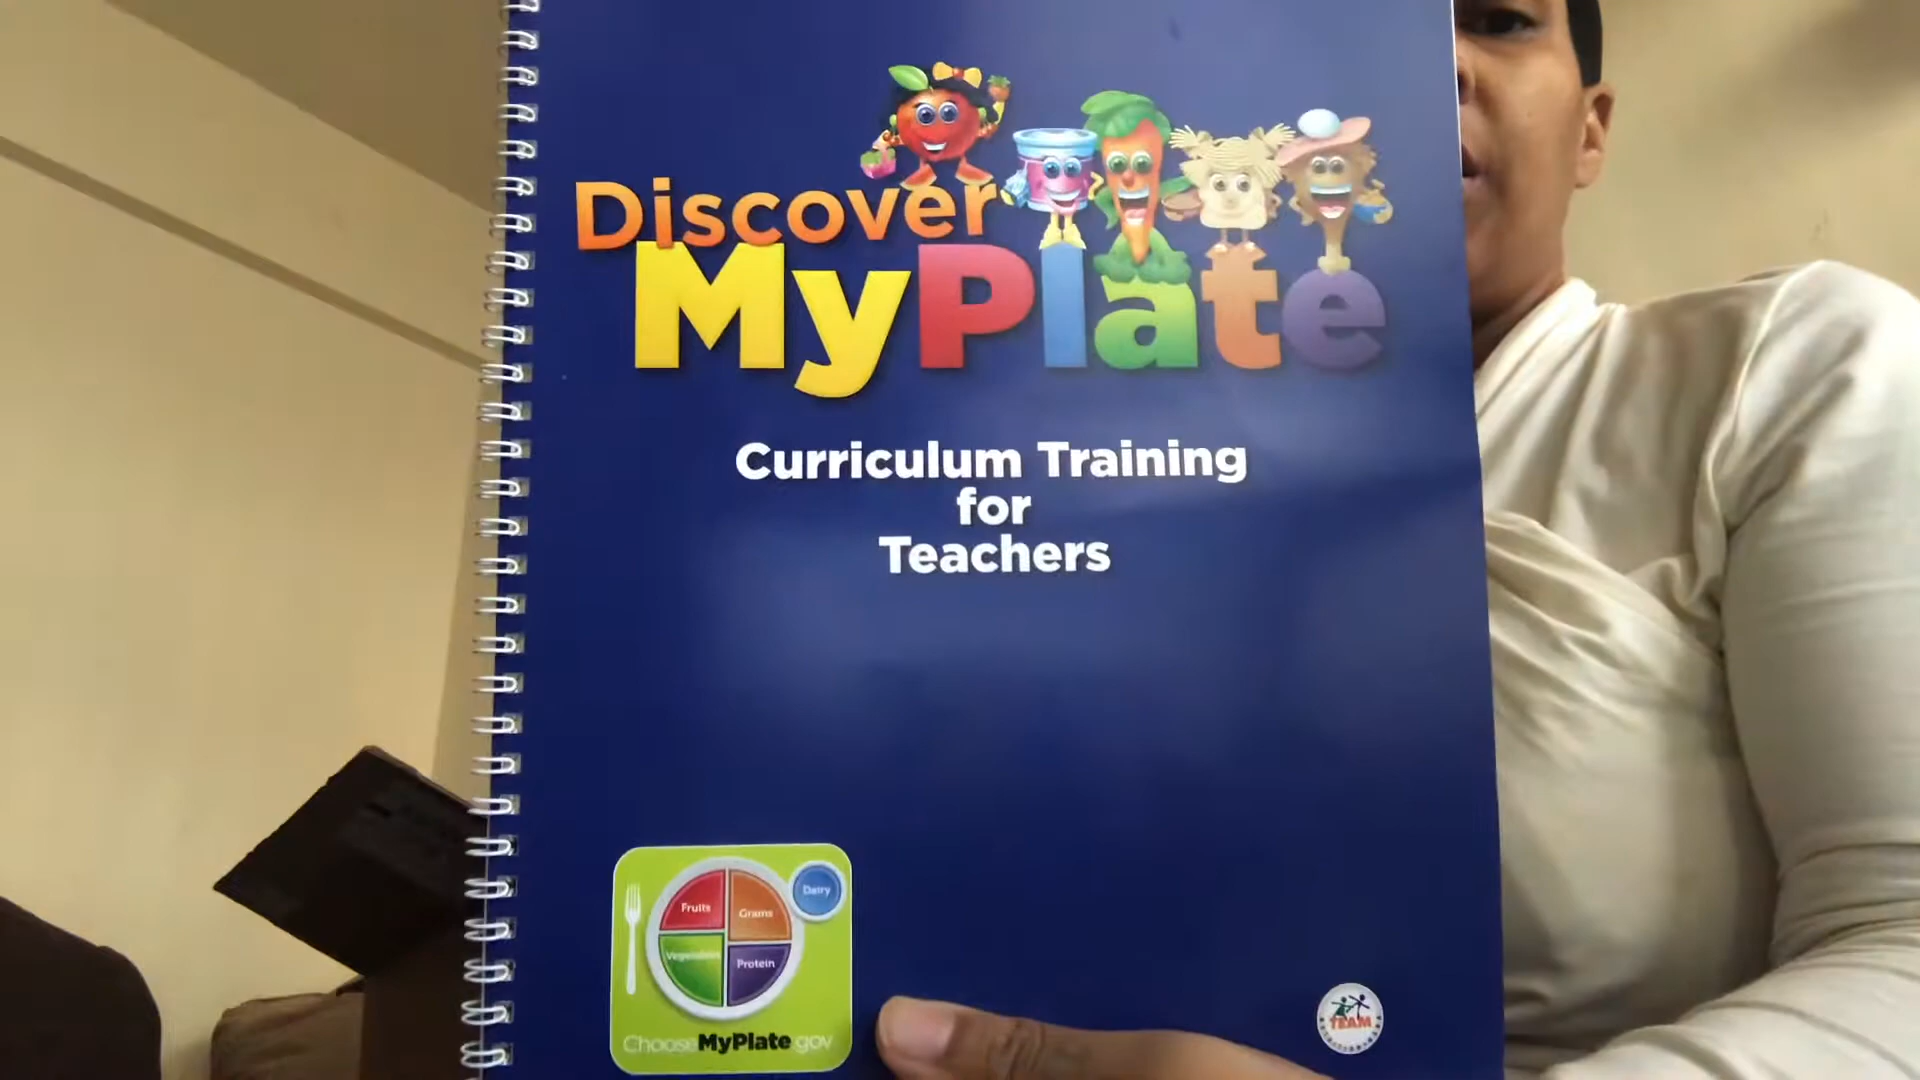 Discover
MyPlate
Curriculum Training
for
Teachers
Dairy
Fruits
Grains
Vegetables
Protein
ChooseMyPlate.gov
TEAM